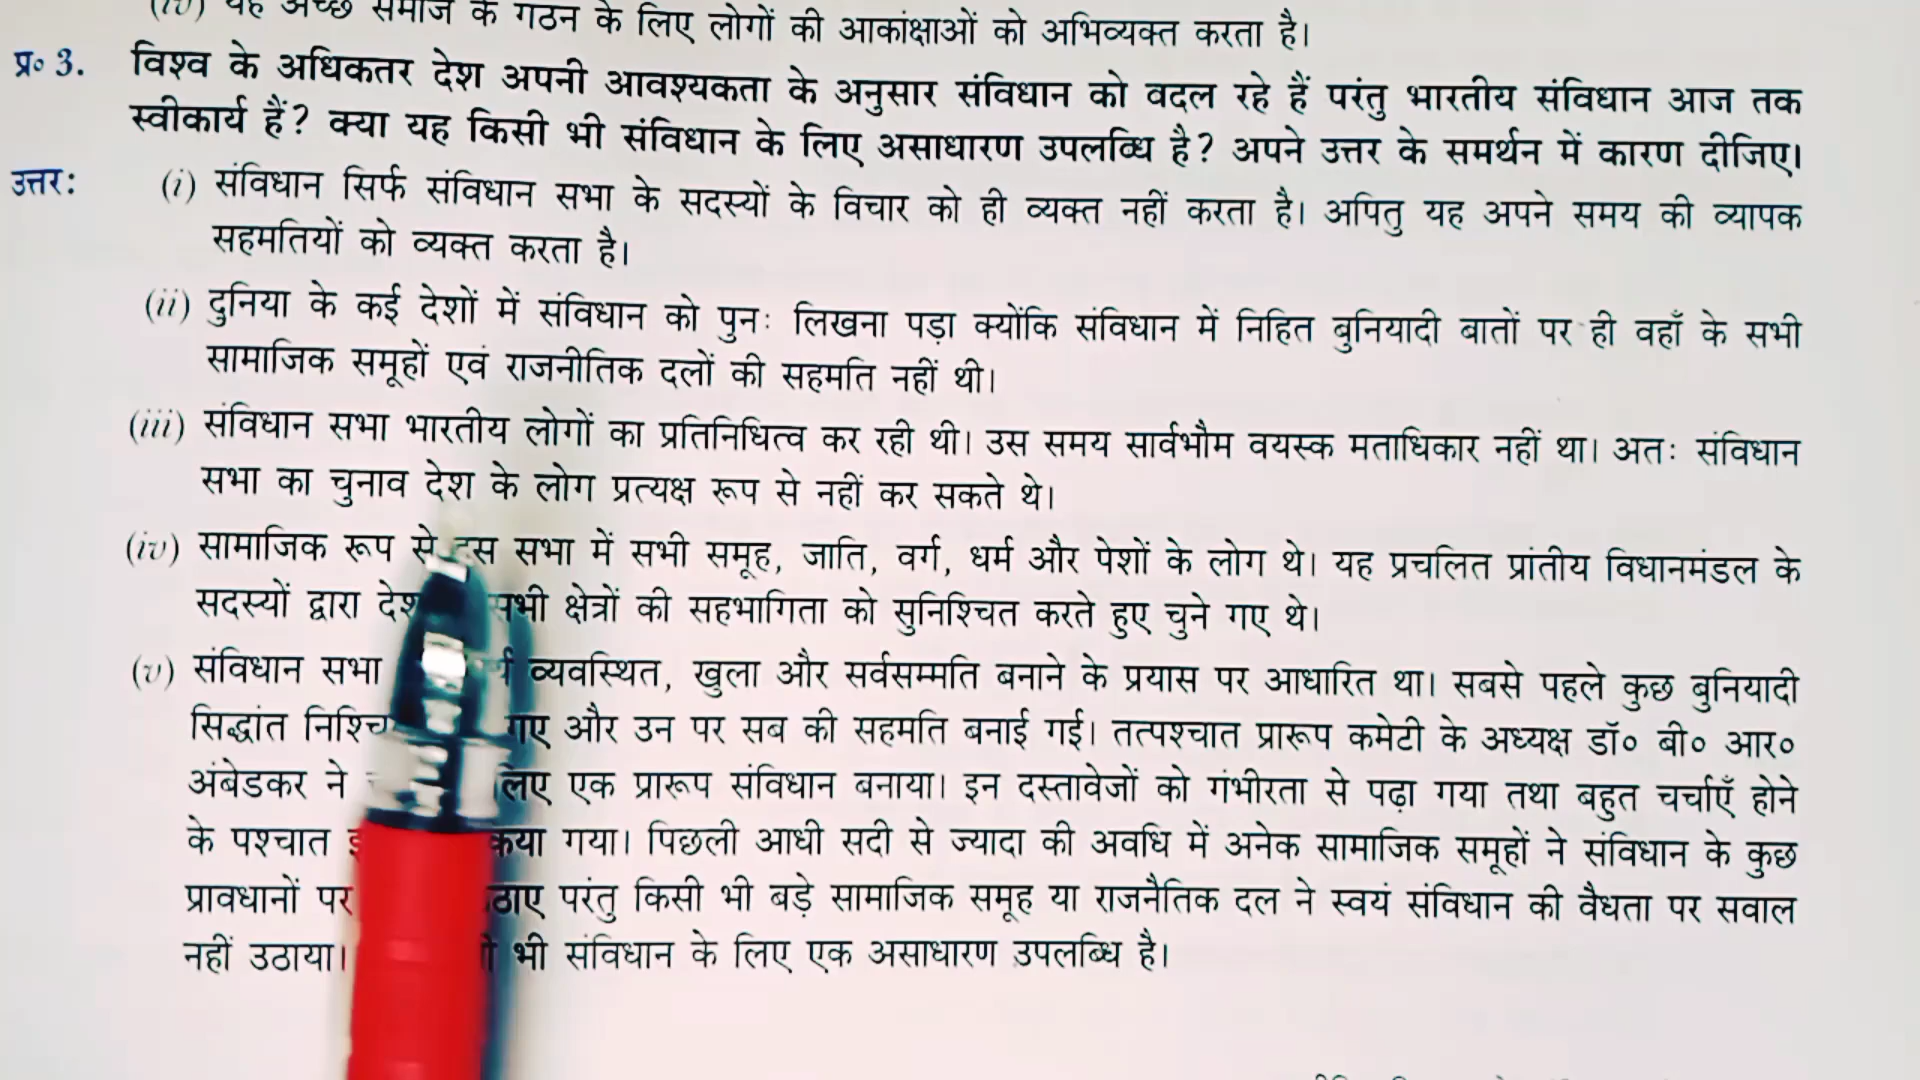 (iv) यह अच्छे समाज के गठन के लिए लोगों की आकांक्षाओं को अभिव्यक्त करता है।
प्र० 3. विश्व के अधिकतर देश अपनी आवश्यकता के अनुसार संविधान को बदल रहे हैं परंतु भारतीय संविधान आज तक
स्वीकार्य हैं? क्या यह किसी भी संविधान के लिए असाधारण उपलब्धि है? अपने उत्तर के समर्थन में कारण दीजिए।
उत्तर: (i) संविधान सिर्फ संविधान सभा के सदस्यों के विचार को ही व्यक्त नहीं करता है। अपितु यह अपने समय की व्यापक
सहमतियों को व्यक्त करता है।
(ii) दुनिया के कई देशों में संविधान को पुनः लिखना पड़ा क्योंकि संविधान में निहित बुनियादी बातों पर ही वहाँ के सभी
सामाजिक समूहों एवं राजनीतिक दलों की सहमति नहीं थी।
(iii) संविधान सभा भारतीय लोगों का प्रतिनिधित्व कर रही थी। उस समय सार्वभौम वयस्क मताधिकार नहीं था। अतः संविधान
सभा का चुनाव देश के लोग प्रत्यक्ष रूप से नहीं कर सकते थे।
(iv) सामाजिक रूप से इस सभा में सभी समूह, जाति, वर्ग, धर्म और पेशों के लोग थे। यह प्रचलित प्रांतीय विधानमंडल के
सदस्यों द्वारा देश सभी क्षेत्रों की सहभागिता को सुनिश्चित करते हुए चुने गए थे।
(v) संविधान सभा व्यवस्थित, खुला और सर्वसम्मति बनाने के प्रयास पर आधारित था। सबसे पहले कुछ बुनियादी
सिद्धांत गए और उन पर सब की सहमति बनाई गई। तत्पश्चात प्रारूप कमेटी के अध्यक्ष डॉ० बी० आर०
अंबेडकर ने लिए एक प्रारूप संविधान बनाया। इन दस्तावेजों को गंभीरता से पढ़ा गया तथा बहुत चर्चाएँ होने
के पश्चात गया। पिछली आधी सदी से ज्यादा की अवधि में अनेक सामाजिक समूहों ने संविधान के कुछ
प्रावधानों पर परंतु किसी भी बड़े सामाजिक समूह या राजनैतिक दल ने स्वयं संविधान की वैधता पर सवाल
नहीं उठाया। भी संविधान के लिए एक असाधारण उपलब्धि है।